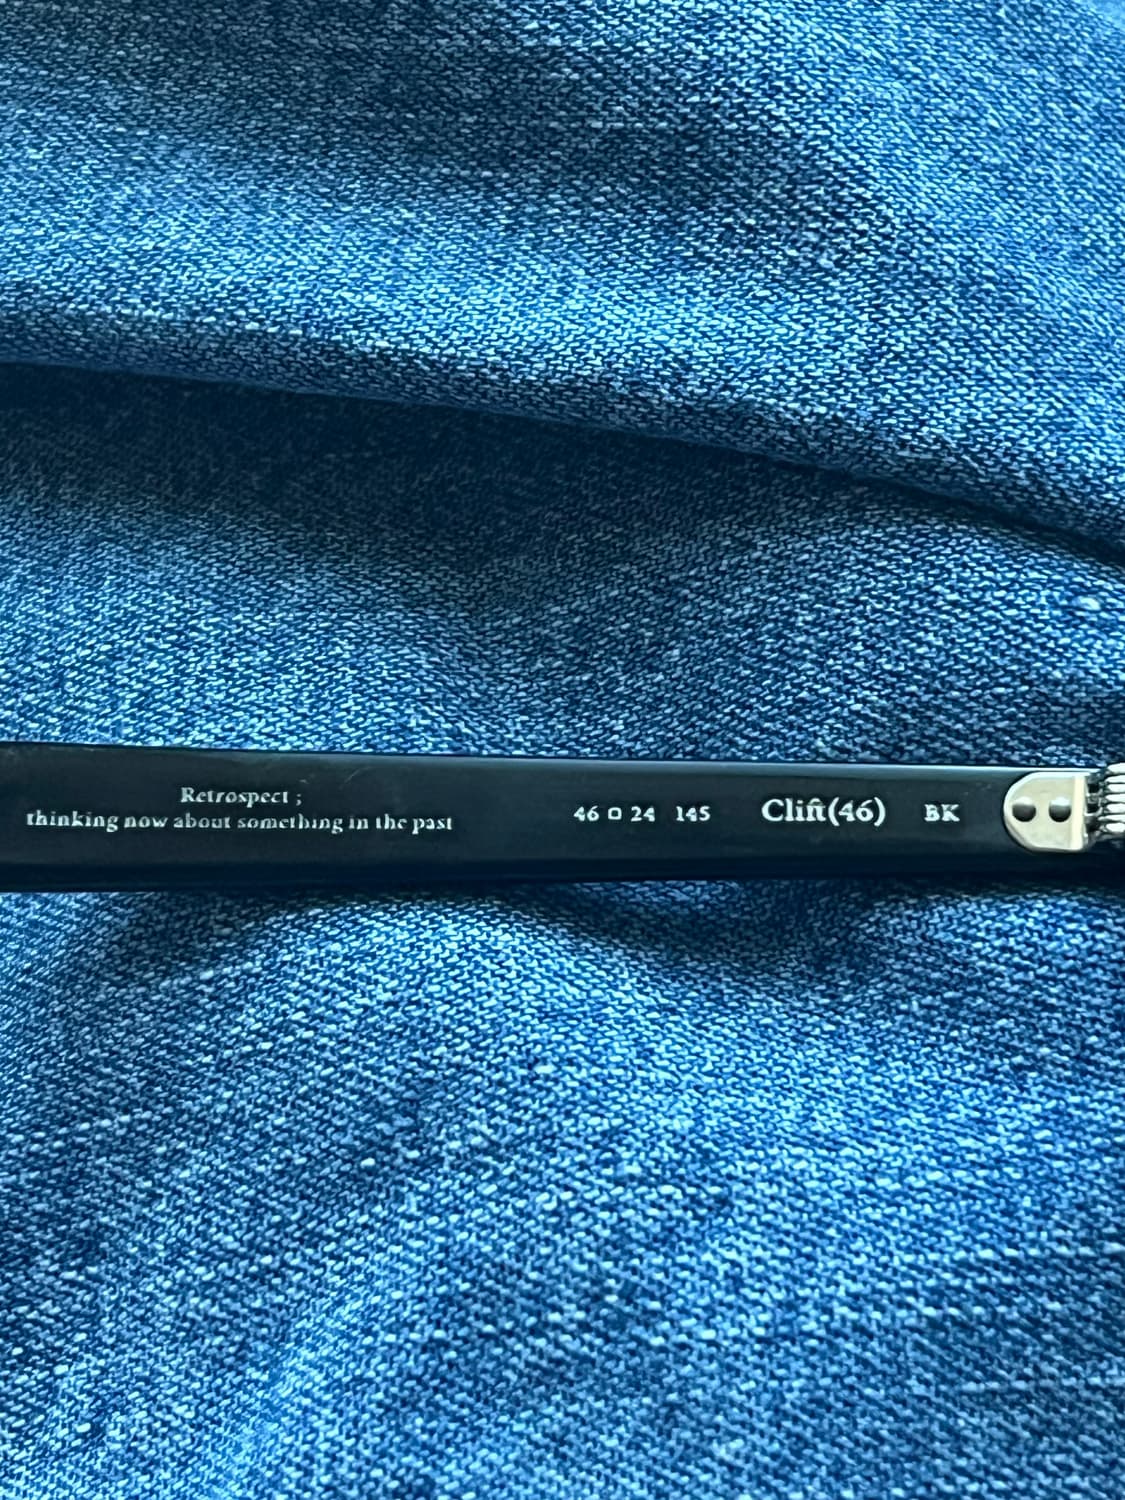 Retrospect ;
thinking now about something in the past
46 □ 24 145 Clift(46) BK